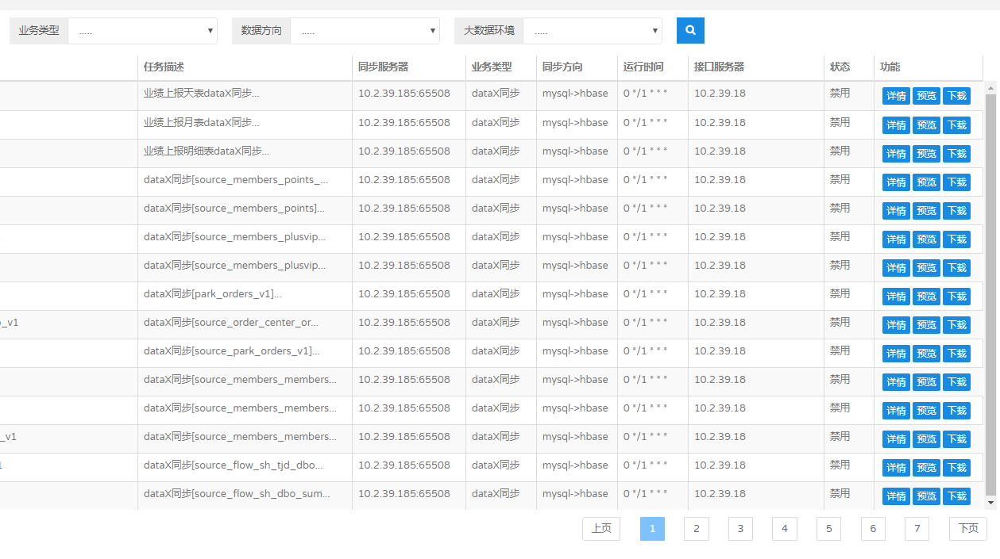 业务类型 ..... 数据方向 ..... 大数据环境 .....
任务描述 同步服务器 业务类型 同步方向 运行时间 接口服务器 状态 功能
业绩上报天表dataX同步... 10.2.39.185:65508 dataX同步 mysql->hbase 0 */1 * * * 10.2.39.18 禁用 详情 预览 下载
业绩上报月表dataX同步... 10.2.39.185:65508 dataX同步 mysql->hbase 0 */1 * * * 10.2.39.18 禁用 详情 预览 下载
业绩上报明细表dataX同步... 10.2.39.185:65508 dataX同步 mysql->hbase 0 */1 * * * 10.2.39.18 禁用 详情 预览 下载
dataX同步[source_members_points_... 10.2.39.185:65508 dataX同步 mysql->hbase 0 */1 * * * 10.2.39.18 禁用 详情 预览 下载
dataX同步[source_members_points]... 10.2.39.185:65508 dataX同步 mysql->hbase 0 */1 * * * 10.2.39.18 禁用 详情 预览 下载
dataX同步[source_members_plusvip... 10.2.39.185:65508 dataX同步 mysql->hbase 0 */1 * * * 10.2.39.18 禁用 详情 预览 下载
dataX同步[source_members_plusvip... 10.2.39.185:65508 dataX同步 mysql->hbase 0 */1 * * * 10.2.39.18 禁用 详情 预览 下载
dataX同步[park_orders_v1]... 10.2.39.185:65508 dataX同步 mysql->hbase 0 */1 * * * 10.2.39.18 禁用 详情 预览 下载
_v1 dataX同步[source_order_center_or... 10.2.39.185:65508 dataX同步 mysql->hbase 0 */1 * * * 10.2.39.18 禁用 详情 预览 下载
dataX同步[source_park_orders_v1]... 10.2.39.185:65508 dataX同步 mysql->hbase 0 */1 * * * 10.2.39.18 禁用 详情 预览 下载
dataX同步[source_members_members... 10.2.39.185:65508 dataX同步 mysql->hbase 0 */1 * * * 10.2.39.18 禁用 详情 预览 下载
dataX同步[source_members_members... 10.2.39.185:65508 dataX同步 mysql->hbase 0 */1 * * * 10.2.39.18 禁用 详情 预览 下载
_v1 dataX同步[source_members_members... 10.2.39.185:65508 dataX同步 mysql->hbase 0 */1 * * * 10.2.39.18 禁用 详情 预览 下载
dataX同步[source_flow_sh_tjd_dbo... 10.2.39.185:65508 dataX同步 mysql->hbase 0 */1 * * * 10.2.39.18 禁用 详情 预览 下载
dataX同步[source_flow_sh_dbo_sum... 10.2.39.185:65508 dataX同步 mysql->hbase 0 */1 * * * 10.2.39.18 禁用 详情 预览 下载
上页 1 2 3 4 5 6 7 下页